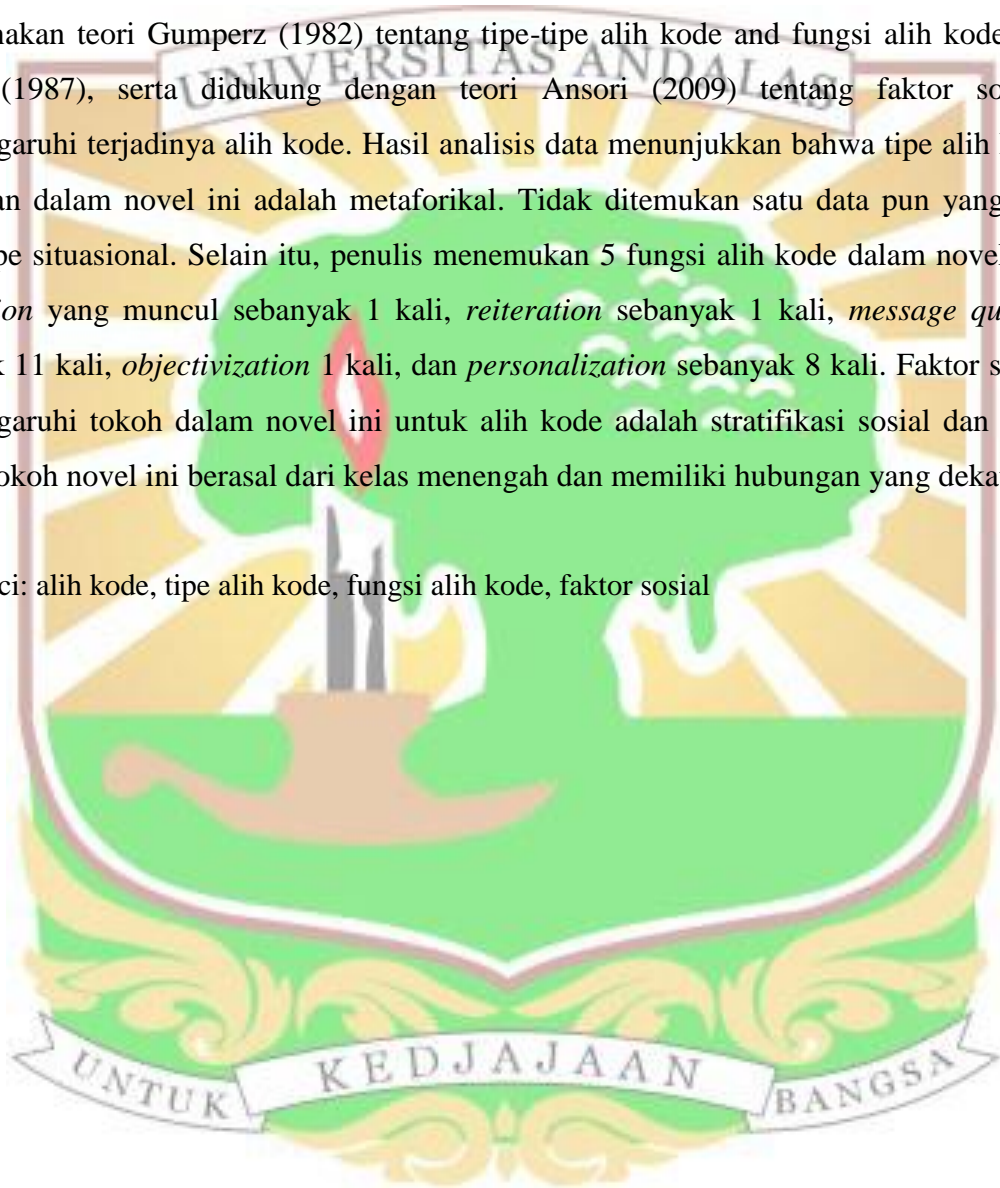 nakan teori Gumperz (1982) tentang tipe-tipe alih kode and fungsi alih kode
UNIVERSITAS ANDALAS
(1987), serta didukung dengan teori Ansori (2009) tentang faktor so
garuhi terjadinya alih kode. Hasil analisis data menunjukkan bahwa tipe alih
an dalam novel ini adalah metaforikal. Tidak ditemukan satu data pun yang
pe situasional. Selain itu, penulis menemukan 5 fungsi alih kode dalam novel
ion yang muncul sebanyak 1 kali, reiteration sebanyak 1 kali, message qu
k 11 kali, objectivization 1 kali, dan personalization sebanyak 8 kali. Faktor s
garuhi tokoh dalam novel ini untuk alih kode adalah stratifikasi sosial dan
okoh novel ini berasal dari kelas menengah dan memiliki hubungan yang deka
ci: alih kode, tipe alih kode, fungsi alih kode, faktor sosial
UNTUK KEDJAJAAN BANGSA